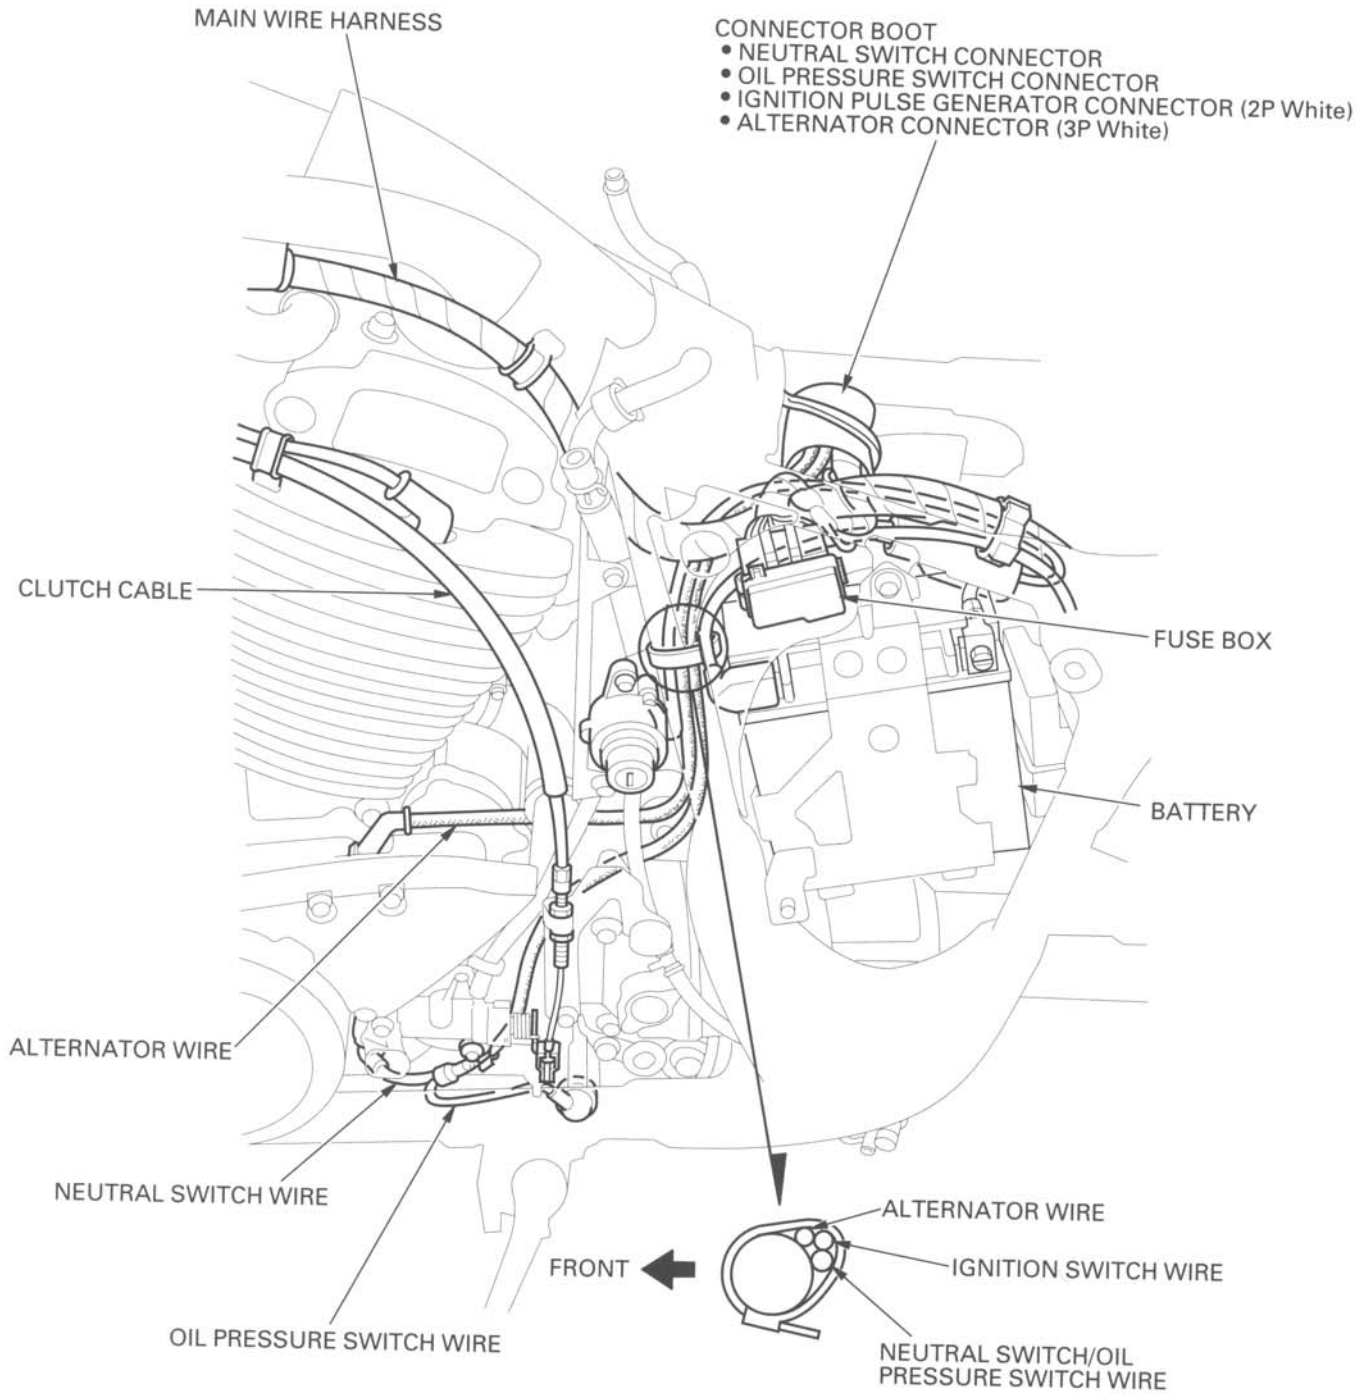 MAIN WIRE HARNESS
CONNECTOR BOOT
• NEUTRAL SWITCH CONNECTOR
• OIL PRESSURE SWITCH CONNECTOR
• IGNITION PULSE GENERATOR CONNECTOR (2P White)
• ALTERNATOR CONNECTOR (3P White)
CLUTCH CABLE
FUSE BOX
BATTERY
ALTERNATOR WIRE
NEUTRAL SWITCH WIRE
OIL PRESSURE SWITCH WIRE
FRONT
ALTERNATOR WIRE
IGNITION SWITCH WIRE
NEUTRAL SWITCH/OIL
PRESSURE SWITCH WIRE